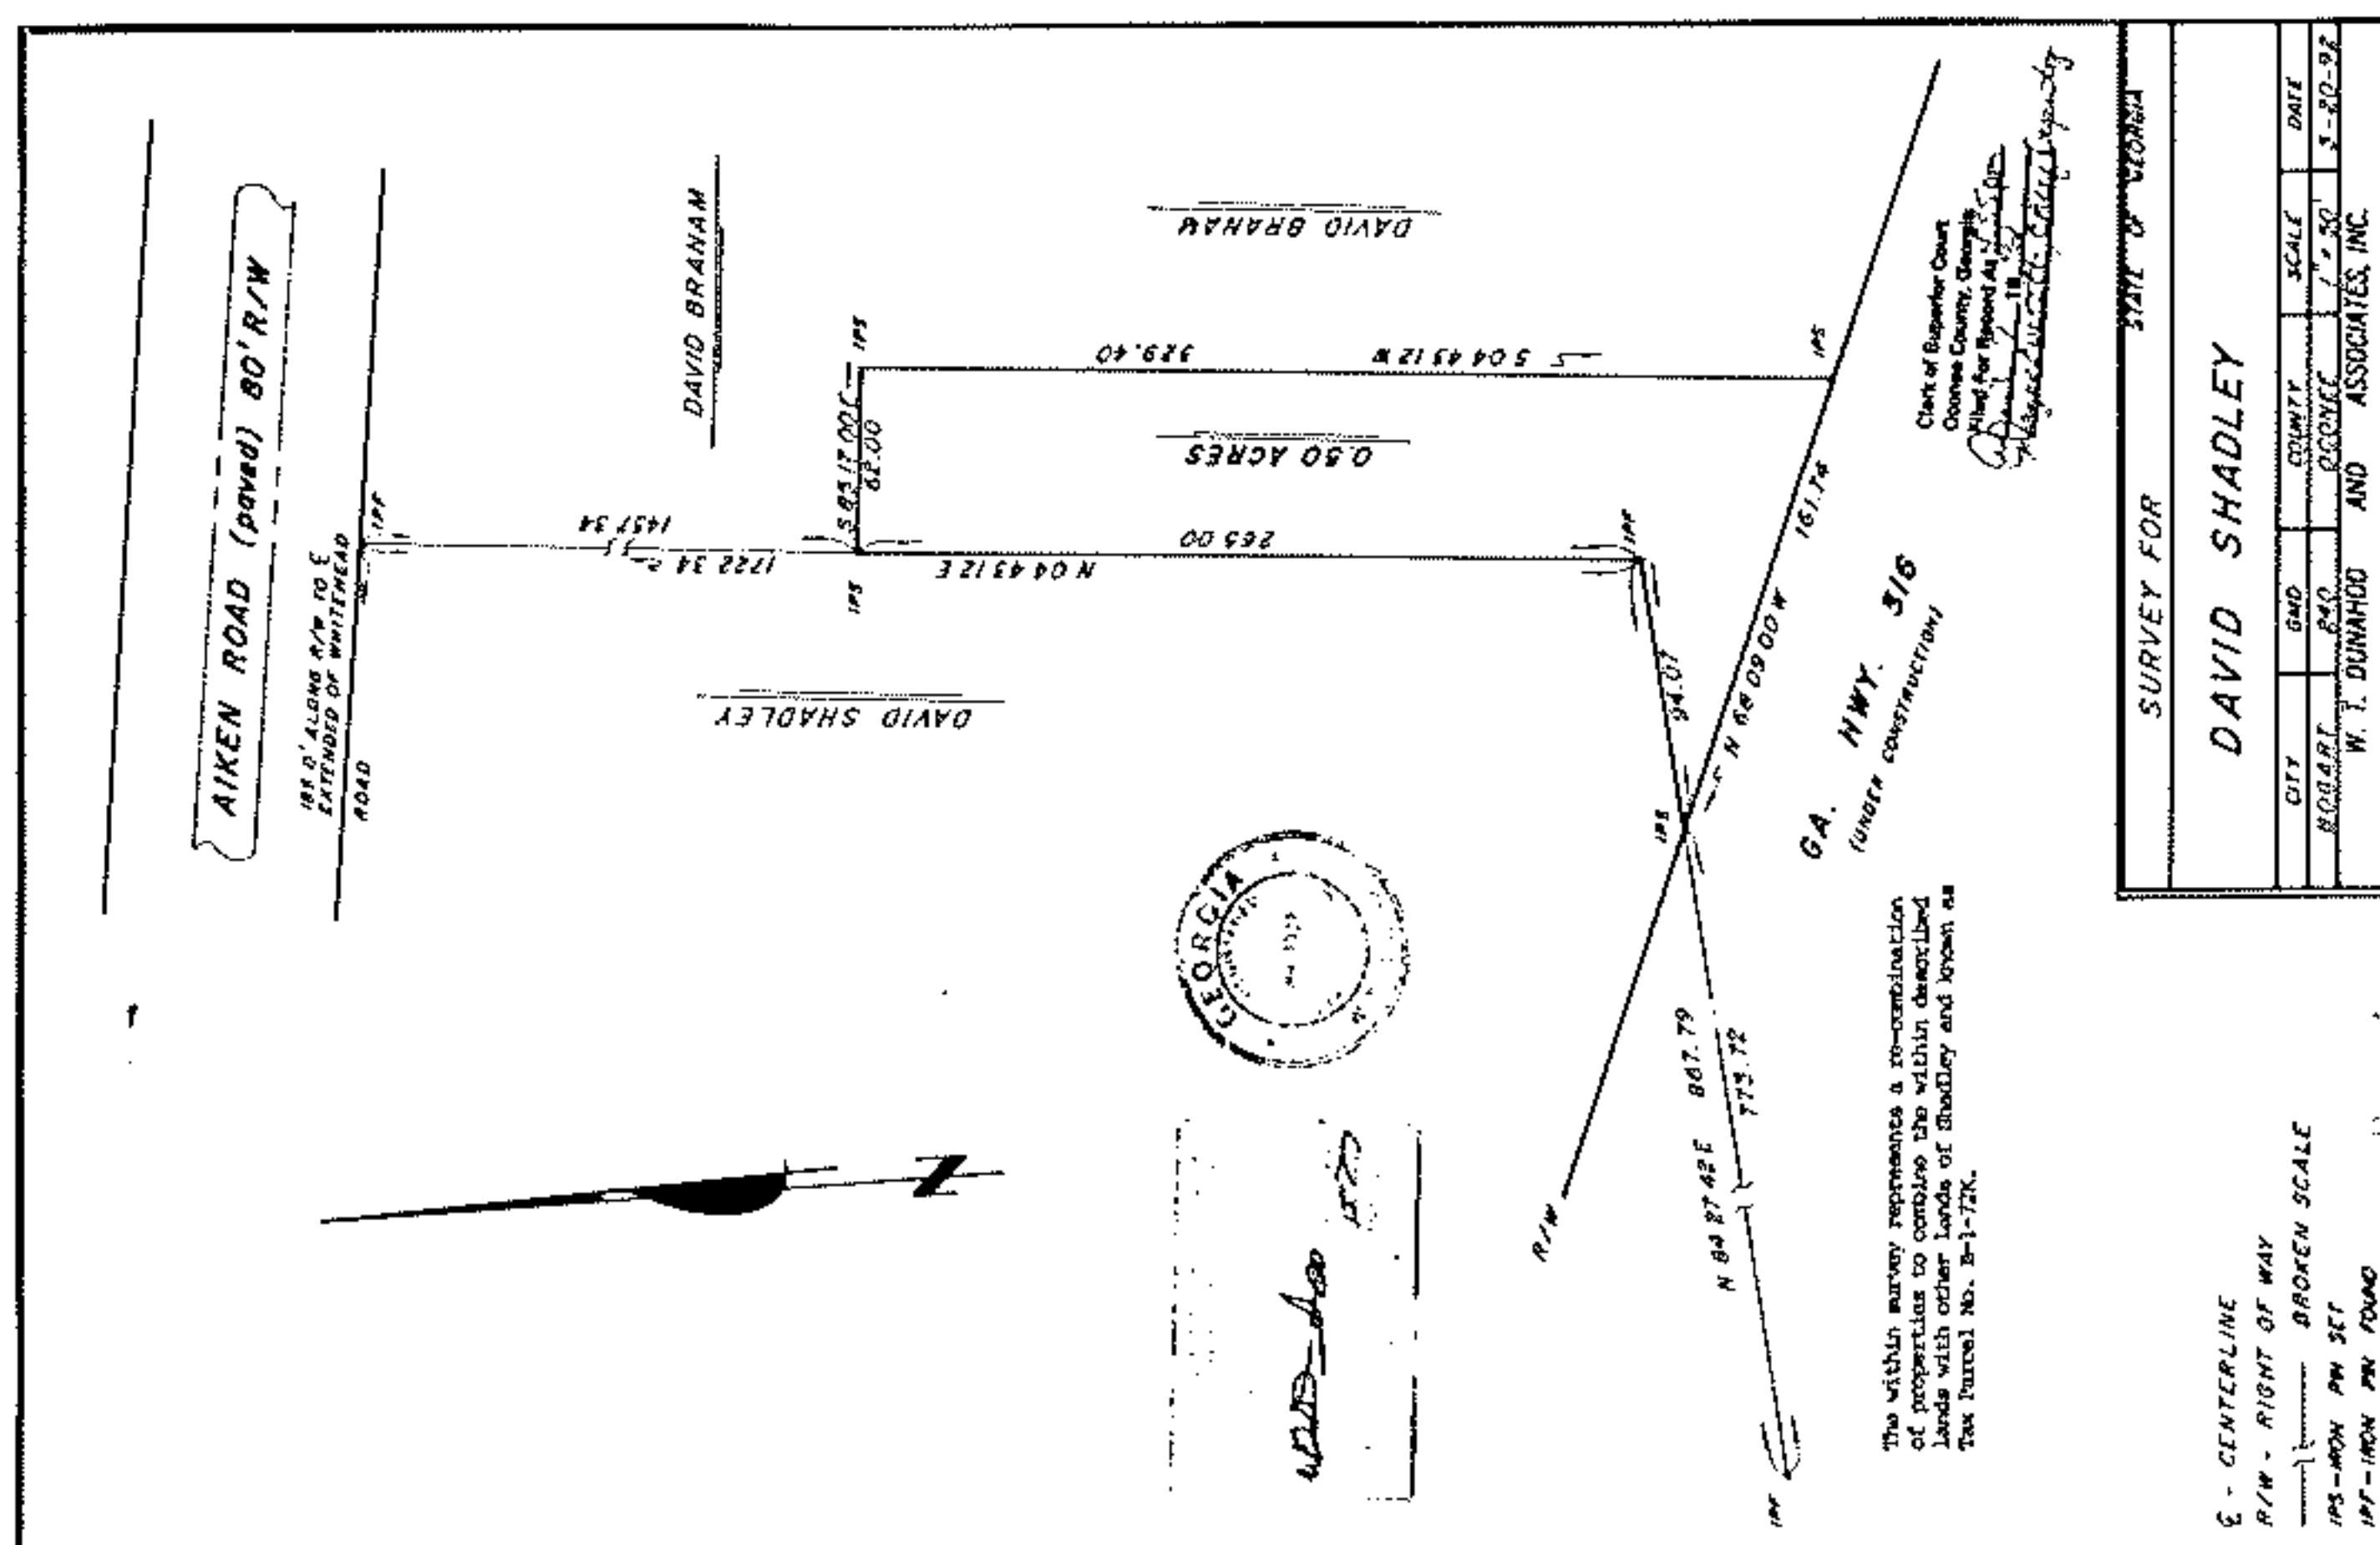 AIKEN ROAD (paved) 80' R/W
ALONG R/W TO ℄
EXTENDED OF WHITEHEAD
ROAD
IPF
1457.34
1722.34
DAVID BRANAM
DAVID BRANAM
IPS
S 85 17 00 E
62.00
IPS
329.40
S 04 43 12 W
IPS
0.50 ACRES
265.00
N 04 43 12 E
IPF
DAVID SHADLEY
94.07
161.74
N 68 09 00 W
IPS
GA. HWY. 316
(UNDER CONSTRUCTION)
R/W
N 84 27 42 E 867.79
773.72
IPF
GEORGIA
The within survey represents a re-combination
of properties to combine the within described
lands with other lands of Shadley and known as
Tax Parcel No. B-1-72K.
Clerk of Superior Court
Oconee County, Georgia
Filed for Record At
℄ - CENTERLINE
R/W - RIGHT OF WAY
BROKEN SCALE
IPS - IRON PIN SET
IPF - IRON PIN FOUND
STATE OF GEORGIA
SURVEY FOR
DAVID SHADLEY
CITY GMD COUNTY SCALE DATE
BOGART 240 OCONEE 1" = 50' 3-20-92
W. T. DUNAHOO AND ASSOCIATES, INC.